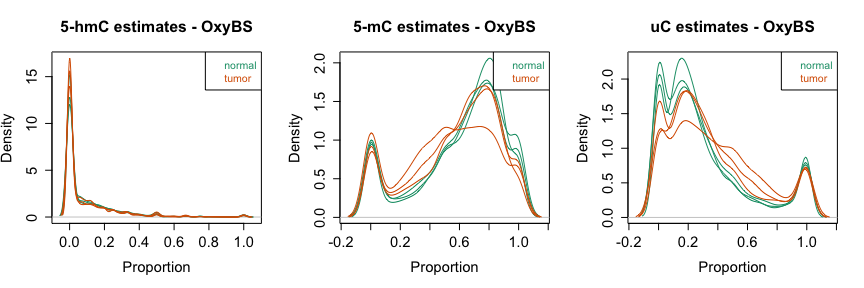 5-hmC estimates - OxyBS
normal
tumor
Density
0
5
10
15
0.0 0.2 0.4 0.6 0.8 1.0
Proportion
5-mC estimates - OxyBS
normal
tumor
Density
0.0
0.5
1.0
1.5
2.0
-0.2 0.2 0.6 1.0
Proportion
uC estimates - OxyBS
normal
tumor
Density
0.0
0.5
1.0
1.5
2.0
-0.2 0.2 0.6 1.0
Proportion